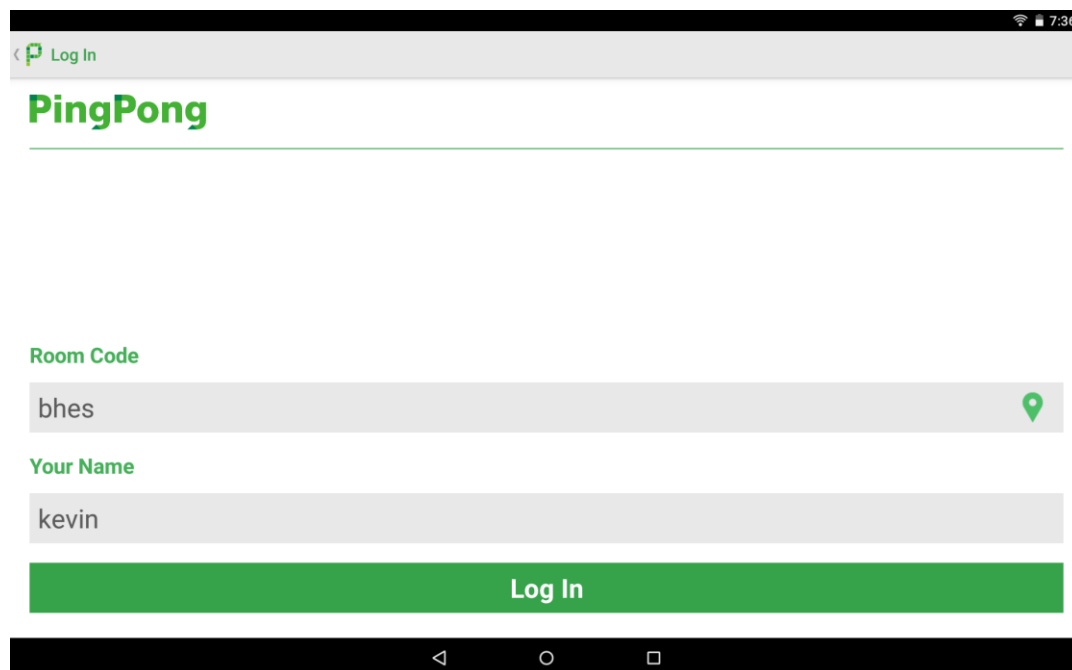 7:36
Log In
PingPong
Room Code
bhes
Your Name
kevin
Log In